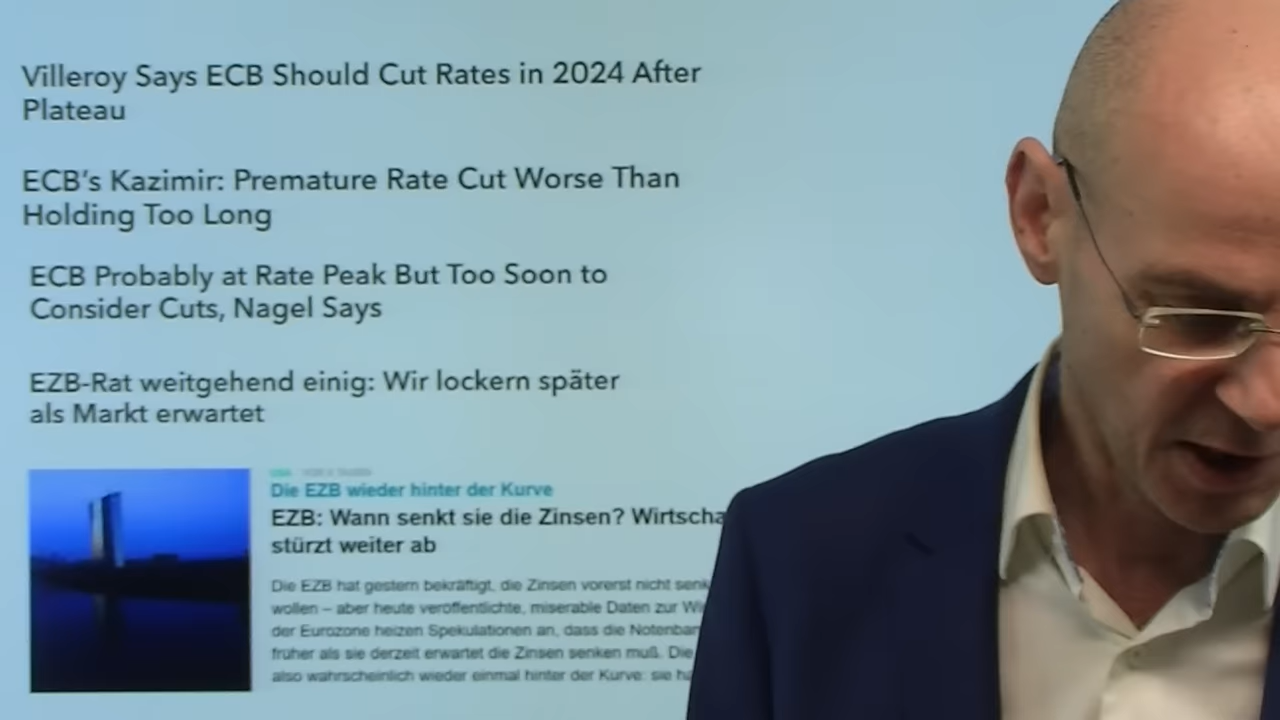 Villeroy Says ECB Should Cut Rates in 2024 After
Plateau
ECB's Kazimir: Premature Rate Cut Worse Than
Holding Too Long
ECB Probably at Rate Peak But Too Soon to
Consider Cuts, Nagel Says
EZB-Rat weitgehend einig: Wir lockern später
als Markt erwartet
Die EZB wieder hinter der Kurve
EZB: Wann senkt sie die Zinsen? Wirtscha
stürzt weiter ab
Die EZB hat gestern bekräftigt, die Zinsen vorerst nicht senk
wollen – aber heute veröffentlichte, miserable Daten zur Wi
der Eurozone heizen Spekulationen an, dass die Notenban
früher als sie derzeit erwartet die Zinsen senken muß. Die
also wahrscheinlich wieder einmal hinter der Kurve: sie ha